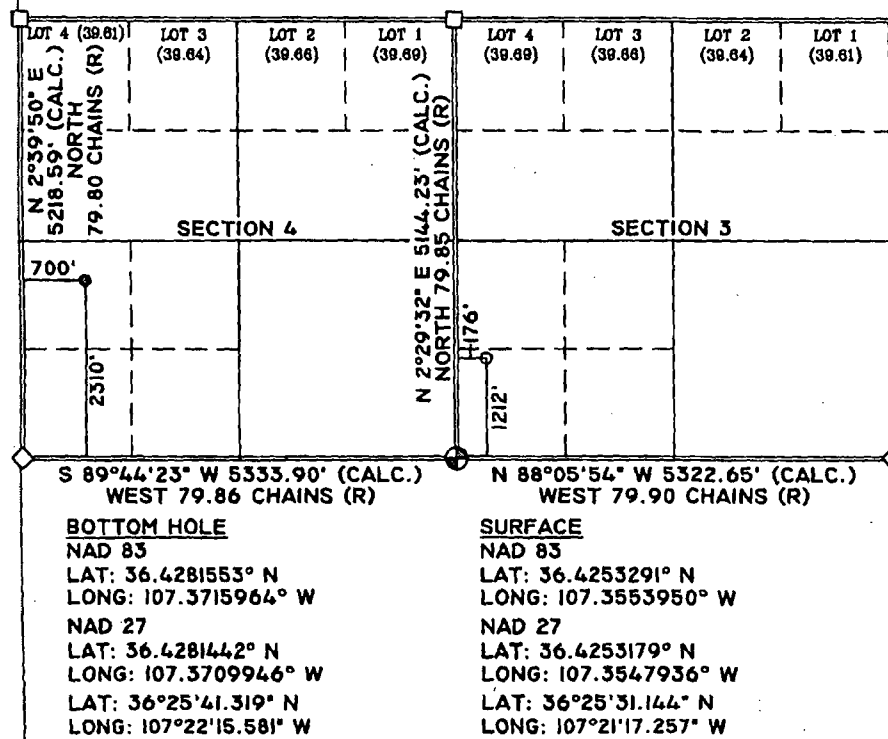 LOT 4 (39.61)
LOT 3
(39.64)
LOT 2
(39.66)
LOT 1
(39.69)
LOT 4
(39.69)
LOT 3
(39.66)
LOT 2
(39.64)
LOT 1
(39.61)
N 2°39'50" E
5218.59' (CALC.)
NORTH
79.80 CHAINS (R)
N 2°29'32" E 5144.23' (CALC.)
NORTH 79.85 CHAINS (R)
SECTION 4
SECTION 3
700'
2310'
176'
1212'
S 89°44'23" W 5333.90' (CALC.)
WEST 79.86 CHAINS (R)
N 88°05'54" W 5322.65' (CALC.)
WEST 79.90 CHAINS (R)
BOTTOM HOLE
NAD 83
LAT: 36.4281553° N
LONG: 107.3715964° W
NAD 27
LAT: 36.4281442° N
LONG: 107.3709946° W
LAT: 36°25'41.319" N
LONG: 107°22'15.581" W
SURFACE
NAD 83
LAT: 36.4253291° N
LONG: 107.3553950° W
NAD 27
LAT: 36.4253179° N
LONG: 107.3547936° W
LAT: 36°25'31.144" N
LONG: 107°21'17.257" W